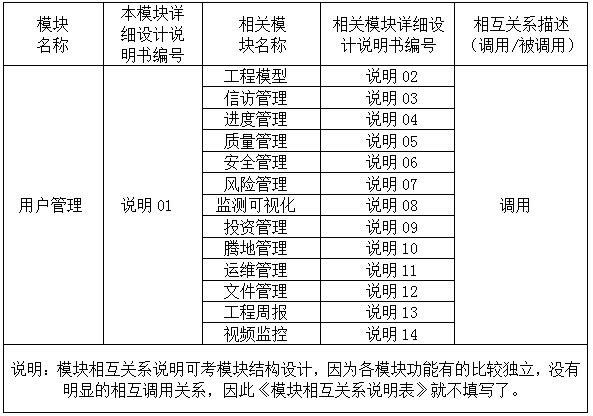 模块
名称
本模块详
细设计说
明书编号
相关模
块名称
相关模块详细设
计说明书编号
相互关系描述
（调用/被调用）
用户管理
说明 01
工程模型 说明 02
信访管理 说明 03
进度管理 说明 04
质量管理 说明 05
安全管理 说明 06
风险管理 说明 07
监测可视化 说明 08
投资管理 说明 09
腾地管理 说明 10
运维管理 说明 11
文件管理 说明 12
工程周报 说明 13
视频监控 说明 14
调用
说明：模块相互关系说明可考模块结构设计，因为各模块功能有的比较独立，没有
明显的相互调用关系，因此《模块相互关系说明表》就不填写了。